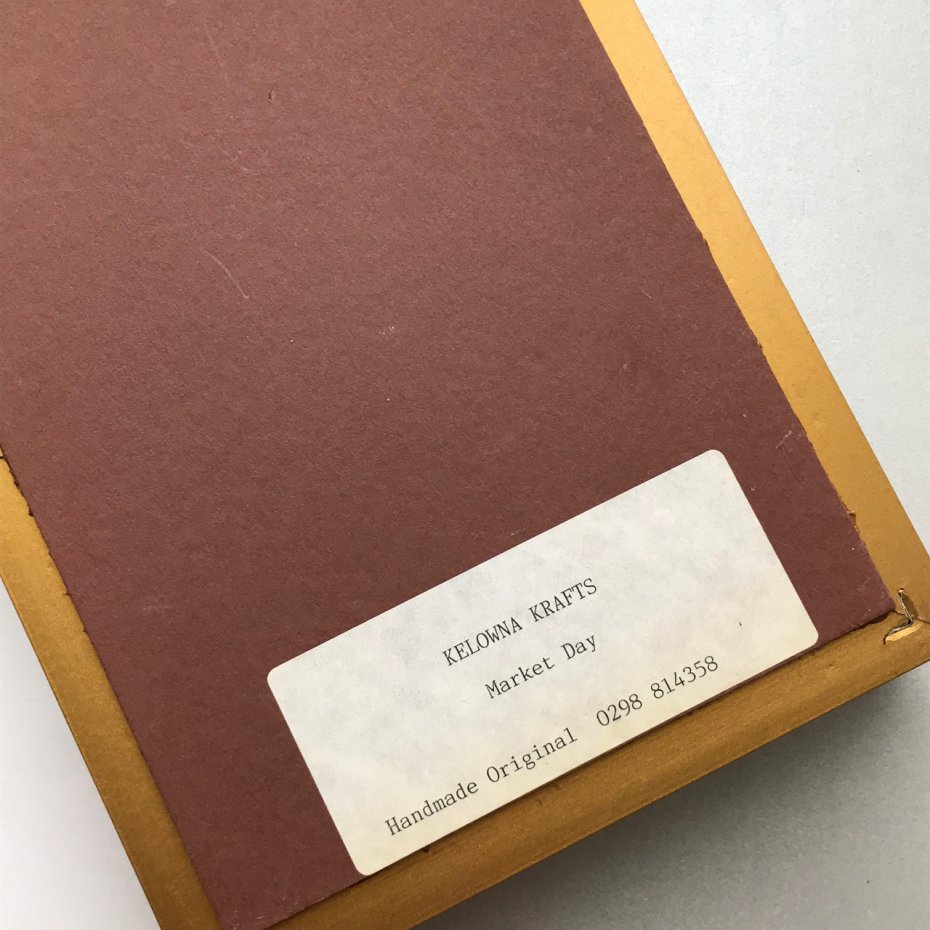 KELOWNA KRAFTS
Market Day
Handmade Original 0298 814358